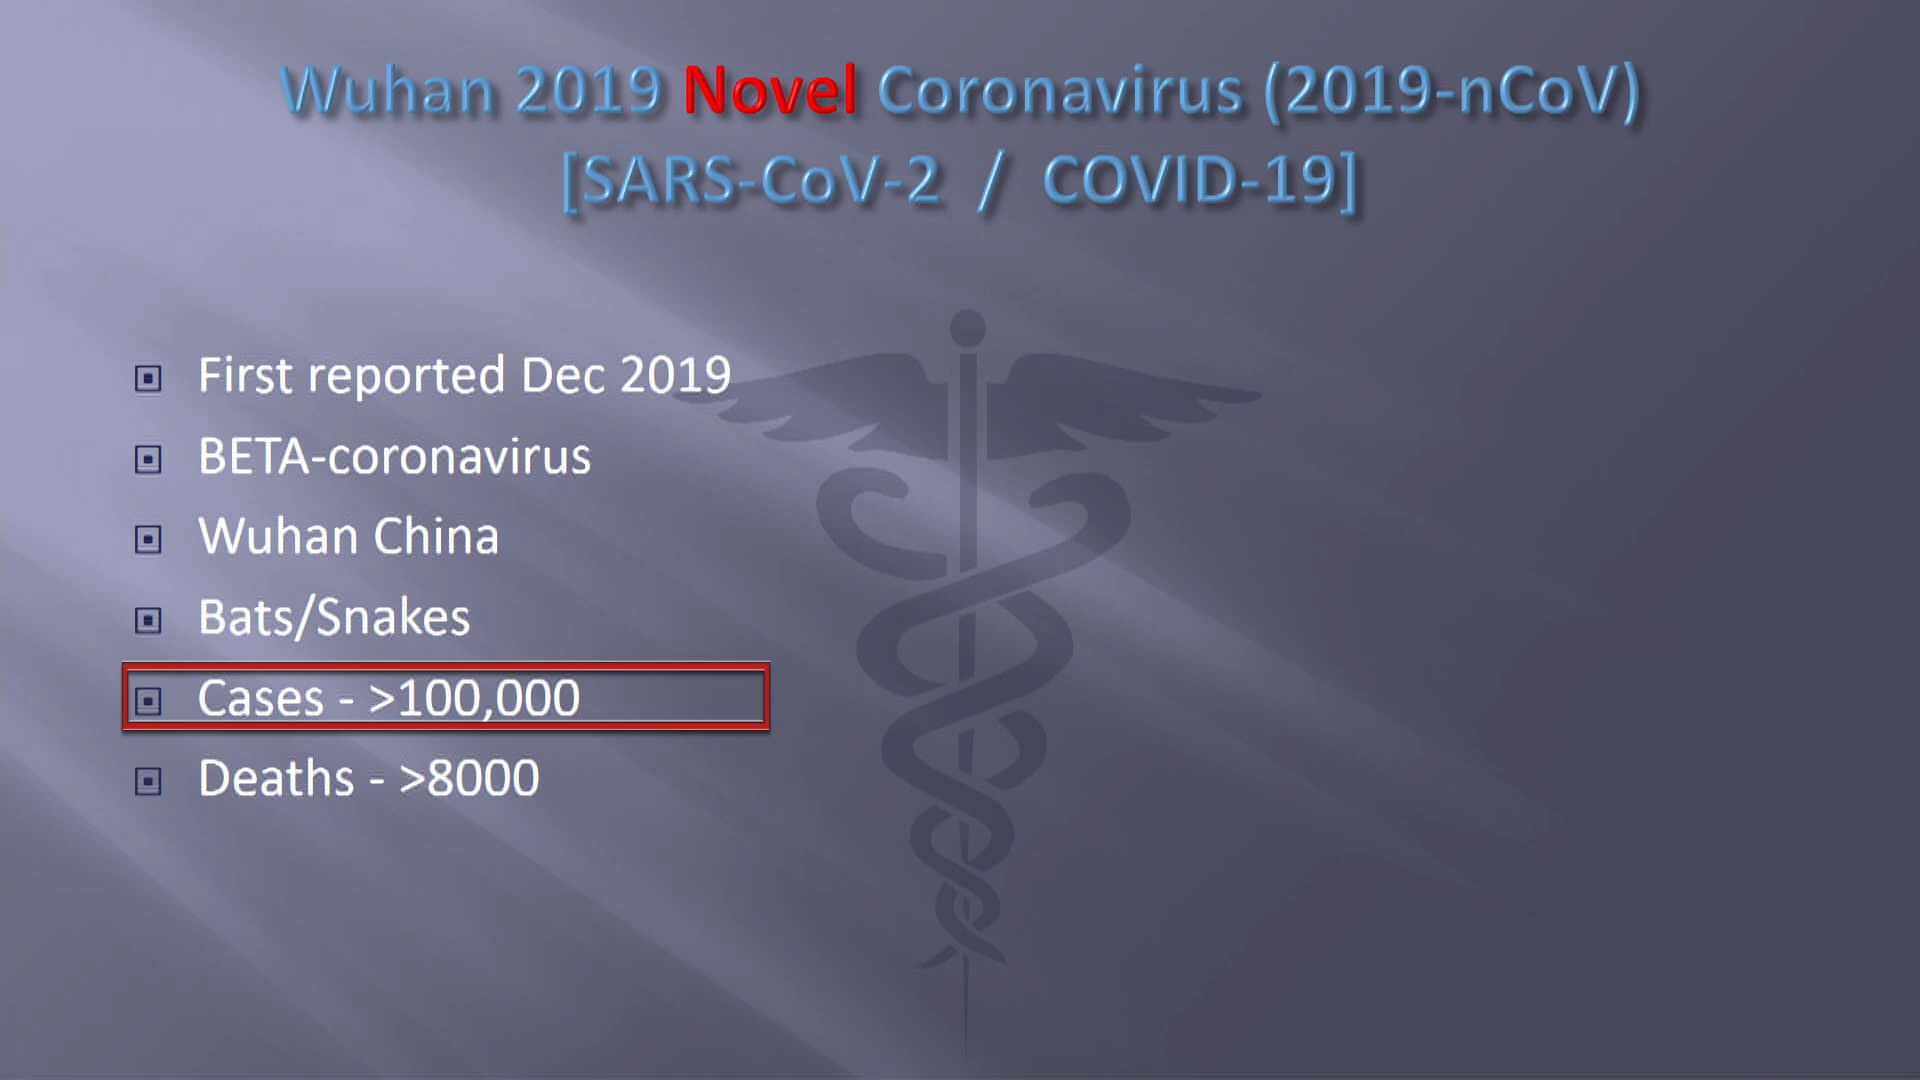 Wuhan 2019 Novel Coronavirus (2019-nCoV)
[SARS-CoV-2 / COVID-19]
First reported Dec 2019
BETA-coronavirus
Wuhan China
Bats/Snakes
Cases - >100,000
Deaths - >8000